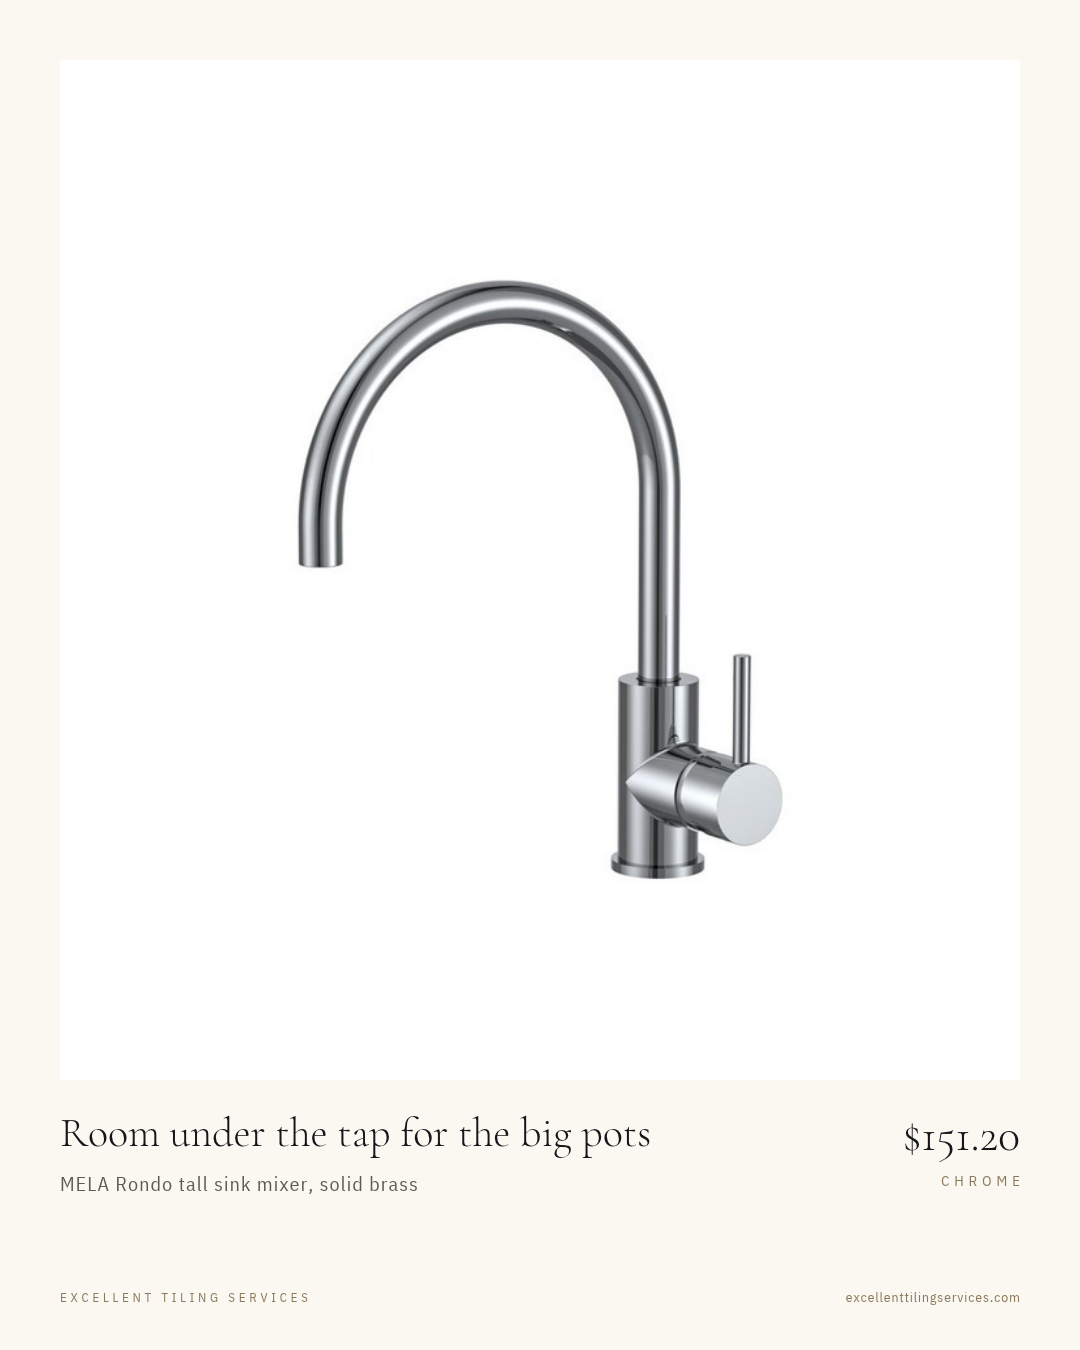 Room under the tap for the big pots
$151.20
MELA Rondo tall sink mixer, solid brass
CHROME
EXCELLENT TILING SERVICES
excellenttilingservices.com